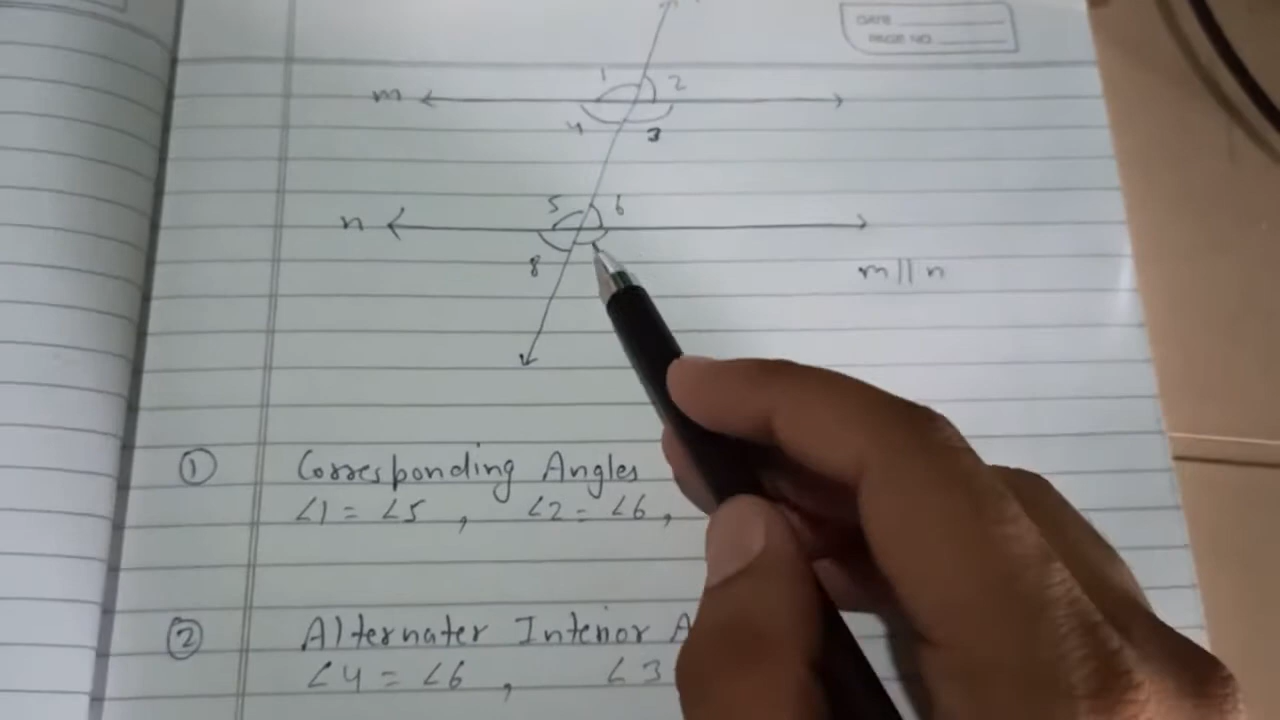 DATE
PAGE NO.
1 2
m
4 3
5 6
n
8
m || n
① Corresponding Angles
∠1 = ∠5 , ∠2 = ∠6 ,
② Alternater Interior A
∠4 = ∠6 , ∠3